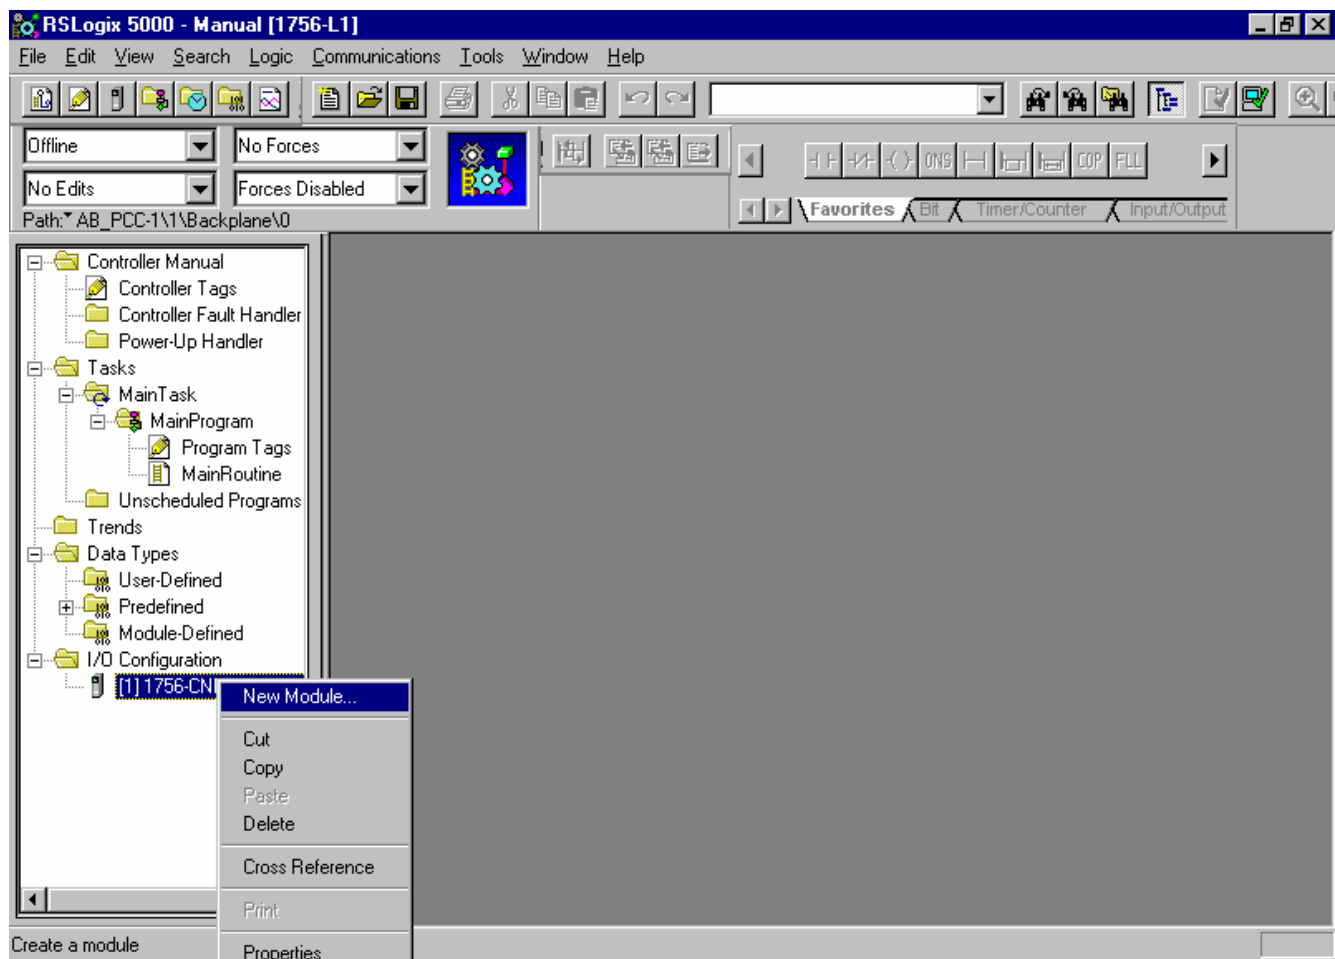 RSLogix 5000 - Manual [1756-L1]
File Edit View Search Logic Communications Tools Window Help
Offline No Forces
No Edits Forces Disabled
Path: AB_PCC-1\1\Backplane\0
ONS COP FLL
Favorites Bit Timer/Counter Input/Output
Controller Manual
Controller Tags
Controller Fault Handler
Power-Up Handler
Tasks
MainTask
MainProgram
Program Tags
MainRoutine
Unscheduled Programs
Trends
Data Types
User-Defined
Predefined
Module-Defined
I/O Configuration
[1] 1756-CN
New Module...
Cut
Copy
Paste
Delete
Cross Reference
Print
Properties
Create a module